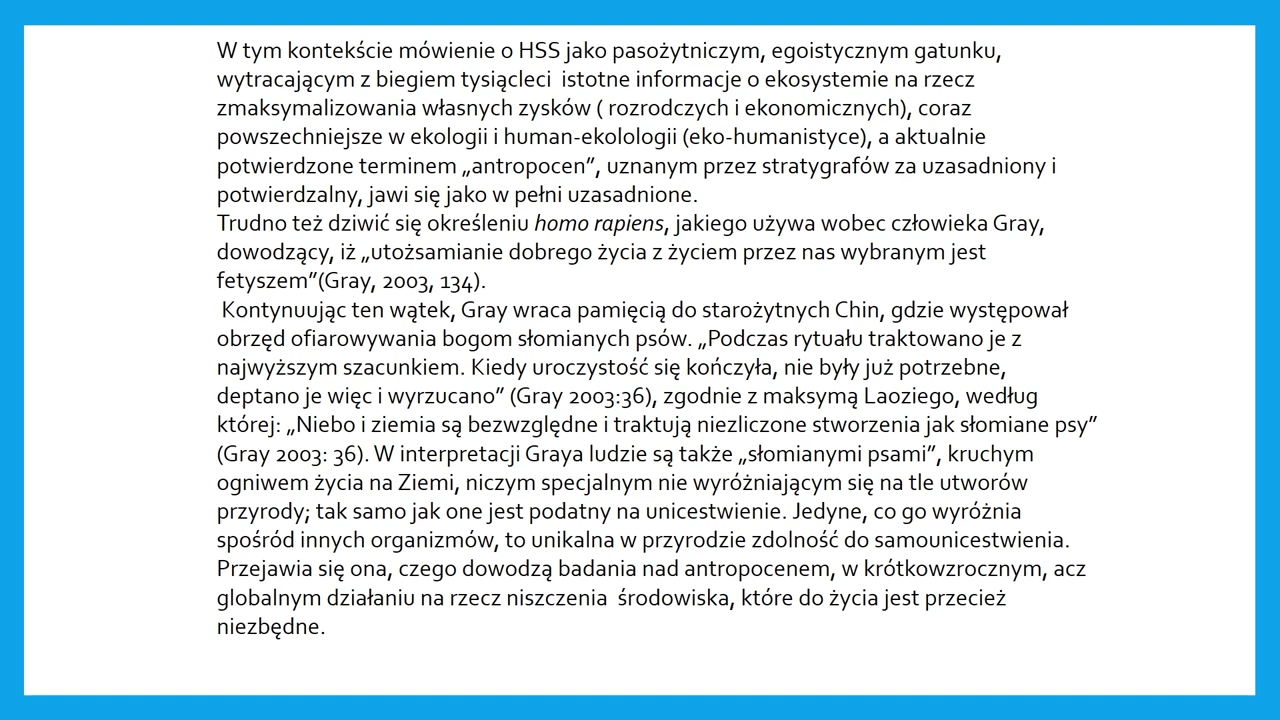 W tym kontekście mówienie o HSS jako pasożytniczym, egoistycznym gatunku,
wytracającym z biegiem tysiącleci  istotne informacje o ekosystemie na rzecz
zmaksymalizowania własnych zysków ( rozrodczych i ekonomicznych), coraz
powszechniejsze w ekologii i human-ekolologii (eko-humanistyce), a aktualnie
potwierdzone terminem „antropocen”, uznanym przez stratygrafów za uzasadniony i
potwierdzalny, jawi się jako w pełni uzasadnione.
Trudno też dziwić się określeniu homo rapiens, jakiego używa wobec człowieka Gray,
dowodzący, iż „utożsamianie dobrego życia z życiem przez nas wybranym jest
fetyszem”(Gray, 2003, 134).
Kontynuując ten wątek, Gray wraca pamięcią do starożytnych Chin, gdzie występował
obrzęd ofiarowywania bogom słomianych psów. „Podczas rytuału traktowano je z
najwyższym szacunkiem. Kiedy uroczystość się kończyła, nie były już potrzebne,
deptano je więc i wyrzucano” (Gray 2003:36), zgodnie z maksymą Laoziego, według
której: „Niebo i ziemia są bezwzględne i traktują niezliczone stworzenia jak słomiane psy”
(Gray 2003: 36). W interpretacji Graya ludzie są także „słomianymi psami”, kruchym
ogniwem życia na Ziemi, niczym specjalnym nie wyróżniającym się na tle utworów
przyrody; tak samo jak one jest podatny na unicestwienie. Jedyne, co go wyróżnia
spośród innych organizmów, to unikalna w przyrodzie zdolność do samounicestwienia.
Przejawia się ona, czego dowodzą badania nad antropocenem, w krótkowzrocznym, acz
globalnym działaniu na rzecz niszczenia  środowiska, które do życia jest przecież
niezbędne.